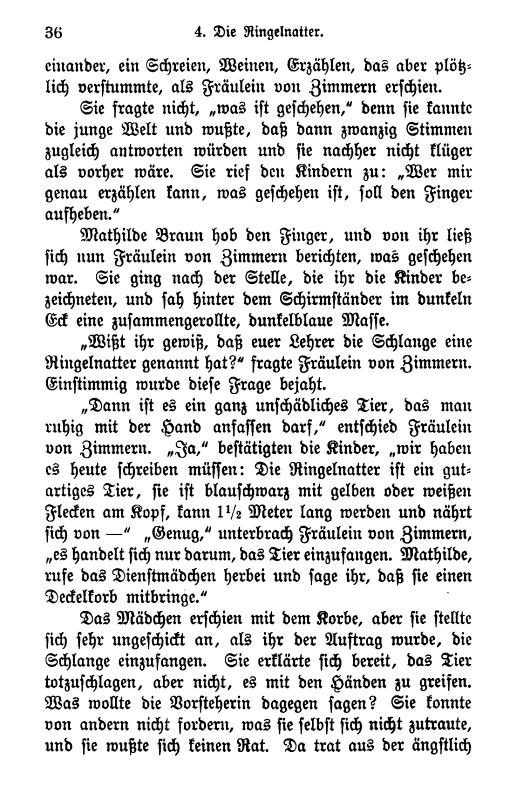 36 4. Die Ringelnatter.
einander, ein Schreien, Weinen, Erzählen, das aber plötz-
lich verstummte, als Fräulein von Zimmern erschien.
Sie fragte nicht, „was ist geschehen,“ denn sie kannte
die junge Welt und wußte, daß dann zwanzig Stimmen
zugleich antworten würden und sie nachher nicht klüger
als vorher wäre. Sie rief den Kindern zu: „Wer mir
genau erzählen kann, was geschehen ist, soll den Finger
aufheben.“
Mathilde Braun hob den Finger, und von ihr ließ
sich nun Fräulein von Zimmern berichten, was geschehen
war. Sie ging nach der Stelle, die ihr die Kinder be-
zeichneten, und sah hinter dem Schirmständer im dunkeln
Eck eine zusammengerollte, dunkelblaue Masse.
„Wißt ihr gewiß, daß euer Lehrer die Schlange eine
Ringelnatter genannt hat?“ fragte Fräulein von Zimmern.
Einstimmig wurde diese Frage bejaht.
„Dann ist es ein ganz unschädliches Tier, das man
ruhig mit der Hand anfassen darf,“ entschied Fräulein
von Zimmern. „Ja,“ bestätigten die Kinder, „wir haben
es heute schreiben müssen: Die Ringelnatter ist ein gut-
artiges Tier, sie ist blauschwarz mit gelben oder weißen
Flecken am Kopf, kann 1½ Meter lang werden und nährt
sich von —“ „Genug,“ unterbrach Fräulein von Zimmern,
„es handelt sich nur darum, das Tier einzufangen. Mathilde,
rufe das Dienstmädchen herbei und sage ihr, daß sie einen
Deckelkorb mitbringe.“
Das Mädchen erschien mit dem Korbe, aber sie stellte
sich sehr ungeschickt an, als ihr der Auftrag wurde, die
Schlange einzufangen. Sie erklärte sich bereit, das Tier
totzuschlagen, aber nicht, es mit den Händen zu greifen.
Was wollte die Vorsteherin dagegen sagen? Sie konnte
von andern nicht fordern, was sie selbst sich nicht zutraute,
und sie wußte sich keinen Rat. Da trat aus der ängstlich